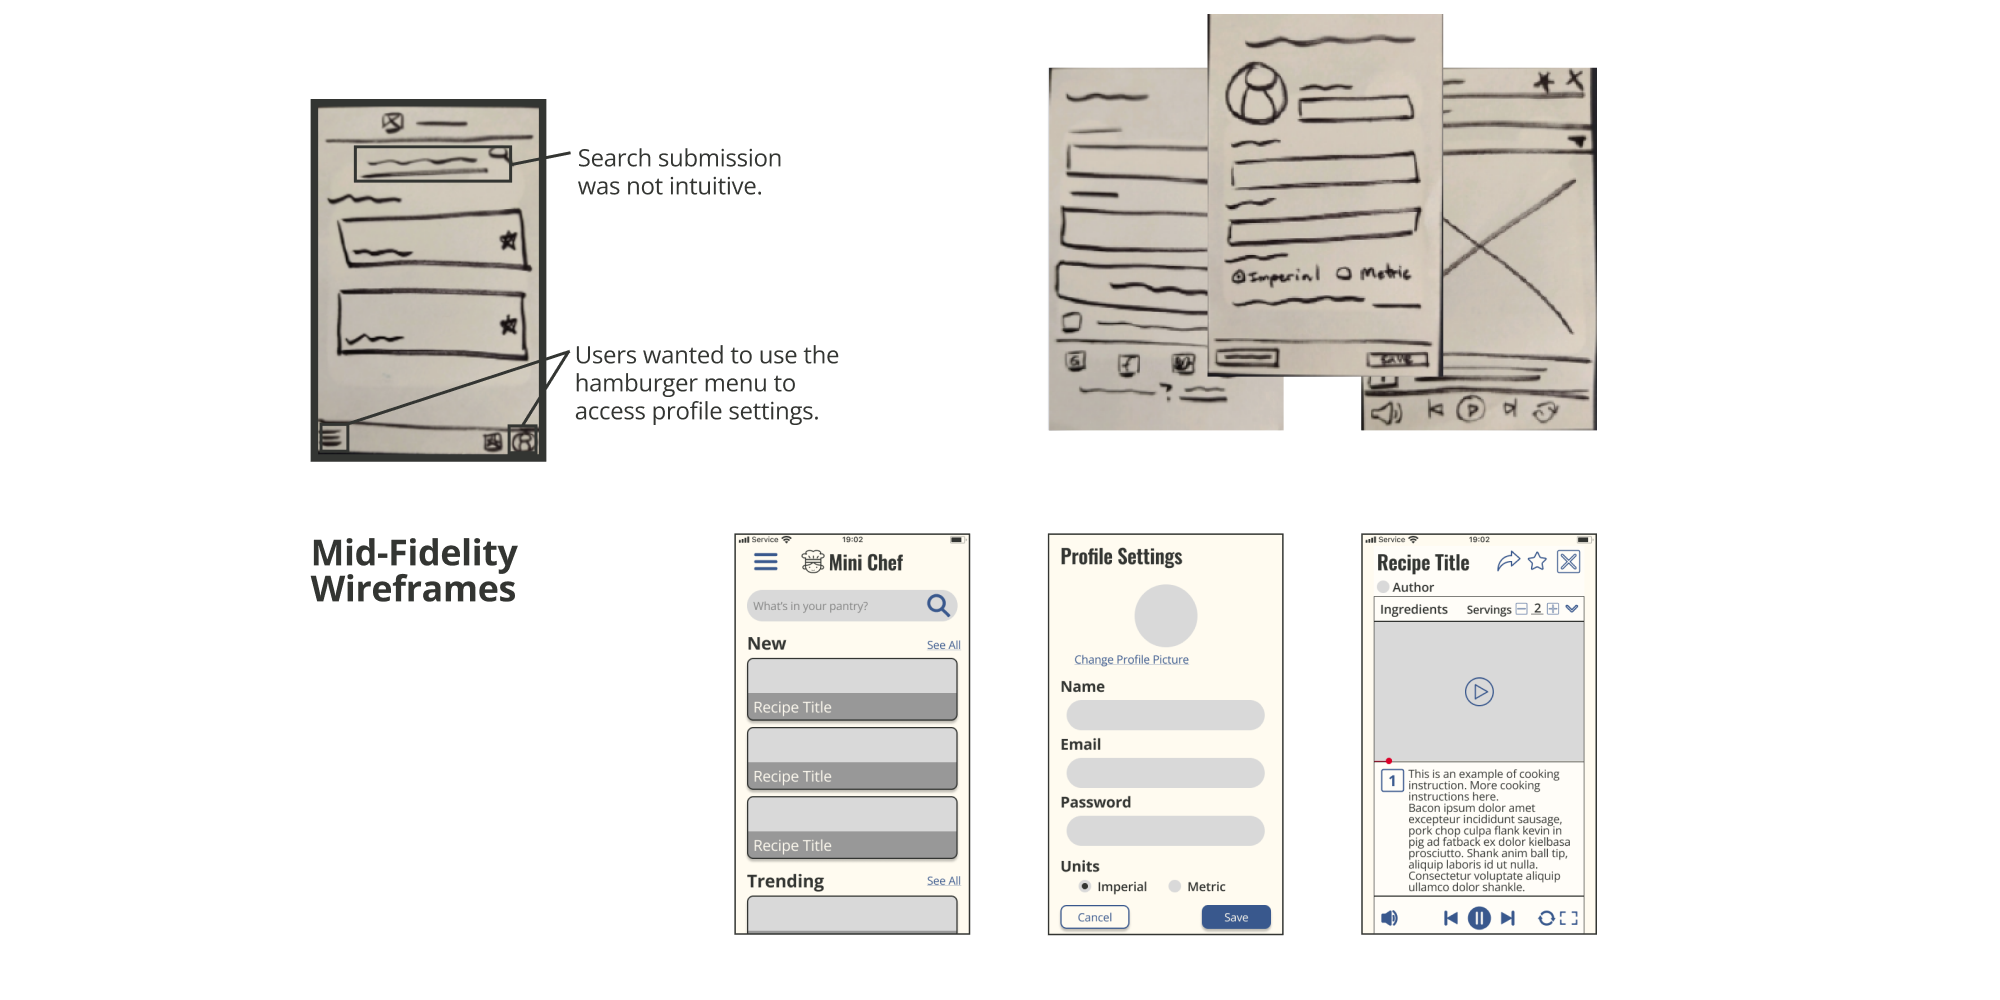 Search submission
was not intuitive.
Users wanted to use the
hamburger menu to
access profile settings.
Imperial Metric
save
Mid-Fidelity
Wireframes
Service 19:02
Mini Chef
What's in your pantry?
New See All
Recipe Title
Recipe Title
Recipe Title
Trending See All
Profile Settings
Change Profile Picture
Name
Email
Password
Units
Imperial Metric
Cancel Save
Service 19:02
Recipe Title
Author
Ingredients Servings 2
1
This is an example of cooking
instruction. More cooking
instructions here.
Bacon ipsum dolor amet
excepteur incididunt sausage,
pork chop culpa flank kevin in
pig ad fatback ex dolor kielbasa
prosciutto. Shank anim ball tip,
aliquip laboris id ut nulla.
Consectetur voluptate aliquip
ullamco dolor shankle.